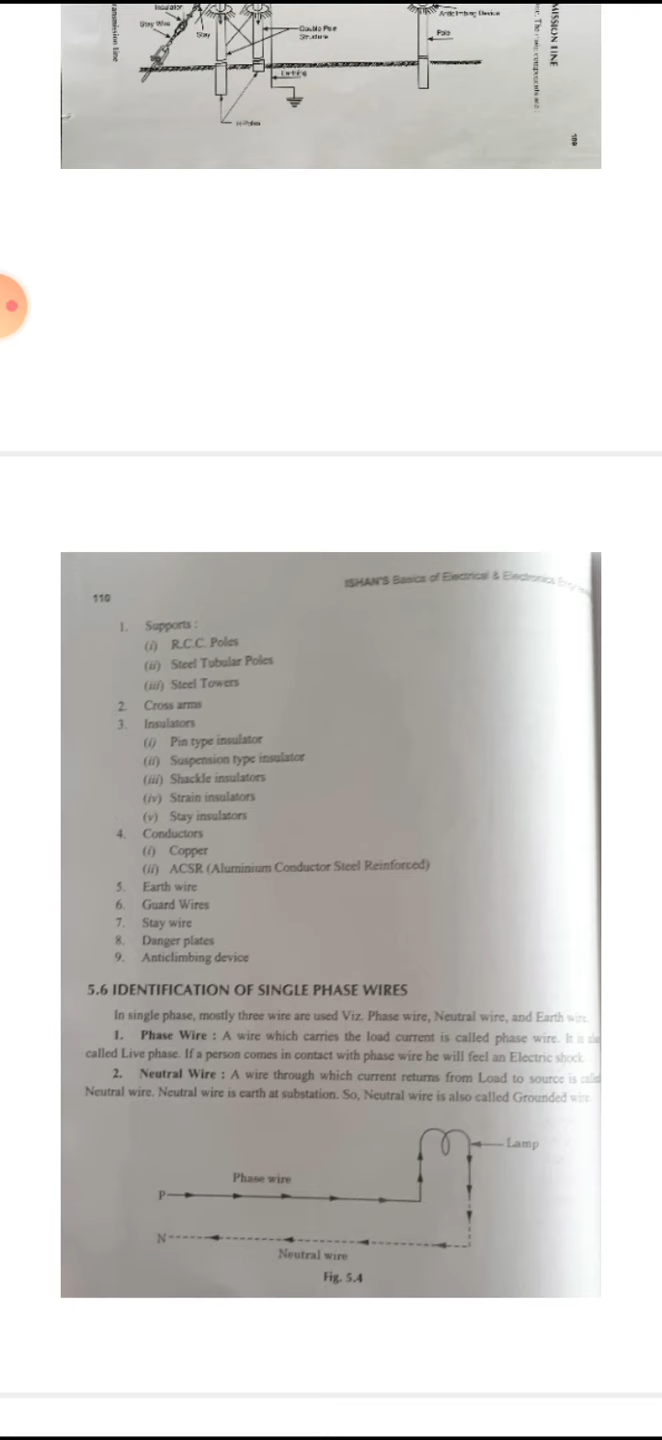 Insulator
Stay Wire
Stay
Double Pole
Structure
Earthing
Anticlimbing Device
Pole
MISSION LINE
109
110
ISHAN'S Basics of Electrical & Electronics
1. Supports :
(i) R.C.C. Poles
(ii) Steel Tubular Poles
(iii) Steel Towers
2. Cross arms
3. Insulators
(i) Pin type insulator
(ii) Suspension type insulator
(iii) Shackle insulators
(iv) Strain insulators
(v) Stay insulators
4. Conductors
(i) Copper
(ii) ACSR (Aluminium Conductor Steel Reinforced)
5. Earth wire
6. Guard Wires
7. Stay wire
8. Danger plates
9. Anticlimbing device
5.6 IDENTIFICATION OF SINGLE PHASE WIRES
In single phase, mostly three wire are used Viz. Phase wire, Neutral wire, and Earth wire.
1. Phase Wire : A wire which carries the load current is called phase wire. It is also
called Live phase. If a person comes in contact with phase wire he will feel an Electric shock.
2. Neutral Wire : A wire through which current returns from Load to source is called
Neutral wire. Neutral wire is earth at substation. So, Neutral wire is also called Grounded wire.
Lamp
Phase wire
P
N
Neutral wire
Fig. 5.4